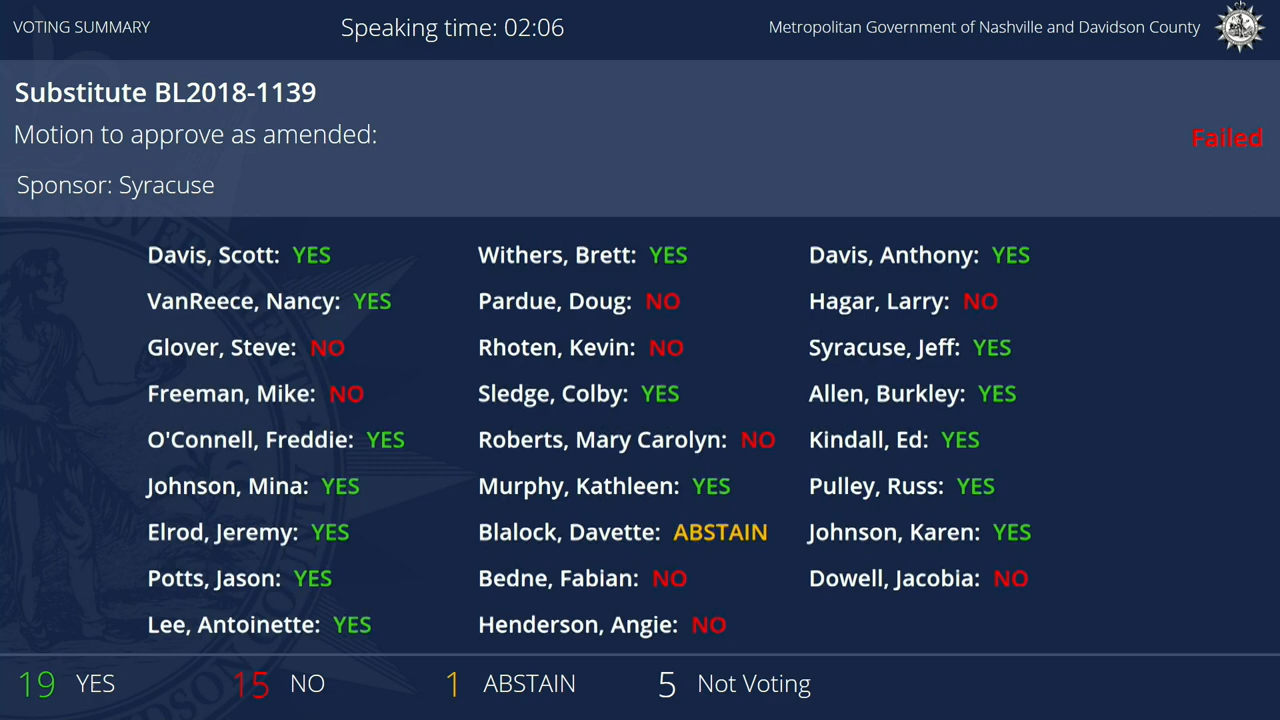 VOTING SUMMARY
Speaking time: 02:06
Metropolitan Government of Nashville and Davidson County
Substitute BL2018-1139
Motion to approve as amended:
Failed
Sponsor: Syracuse
Davis, Scott: YES Withers, Brett: YES Davis, Anthony: YES
VanReece, Nancy: YES Pardue, Doug: NO Hagar, Larry: NO
Glover, Steve: NO Rhoten, Kevin: NO Syracuse, Jeff: YES
Freeman, Mike: NO Sledge, Colby: YES Allen, Burkley: YES
O'Connell, Freddie: YES Roberts, Mary Carolyn: NO Kindall, Ed: YES
Johnson, Mina: YES Murphy, Kathleen: YES Pulley, Russ: YES
Elrod, Jeremy: YES Blalock, Davette: ABSTAIN Johnson, Karen: YES
Potts, Jason: YES Bedne, Fabian: NO Dowell, Jacobia: NO
Lee, Antoinette: YES Henderson, Angie: NO
19 YES 15 NO 1 ABSTAIN 5 Not Voting